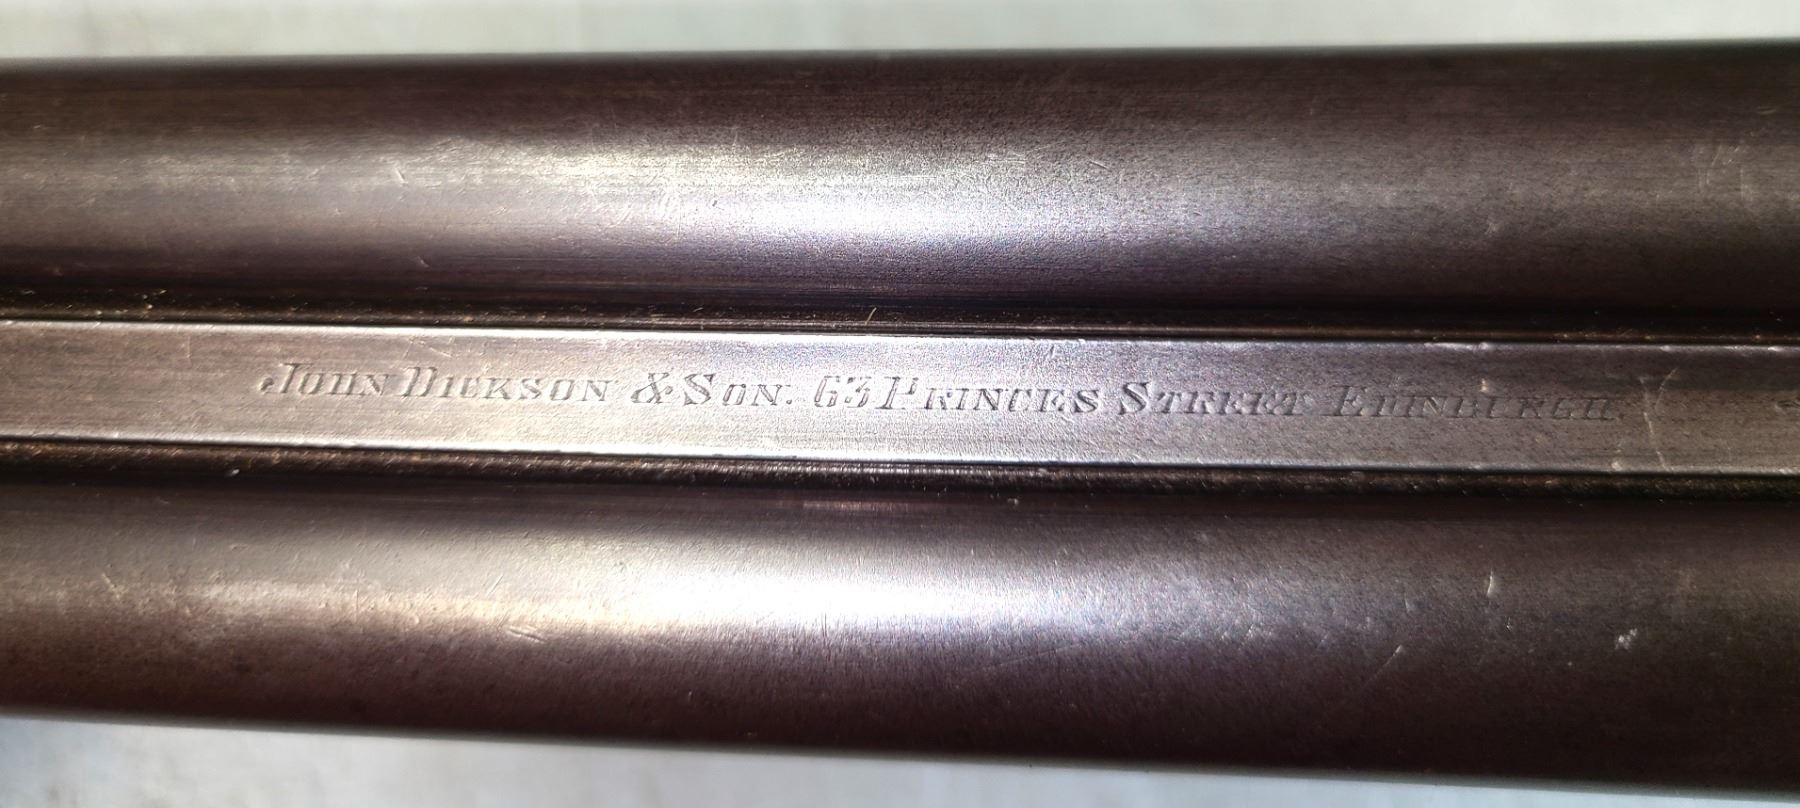 JOHN DICKSON & SON. 63 PRINCES STREET EDINBURGH.